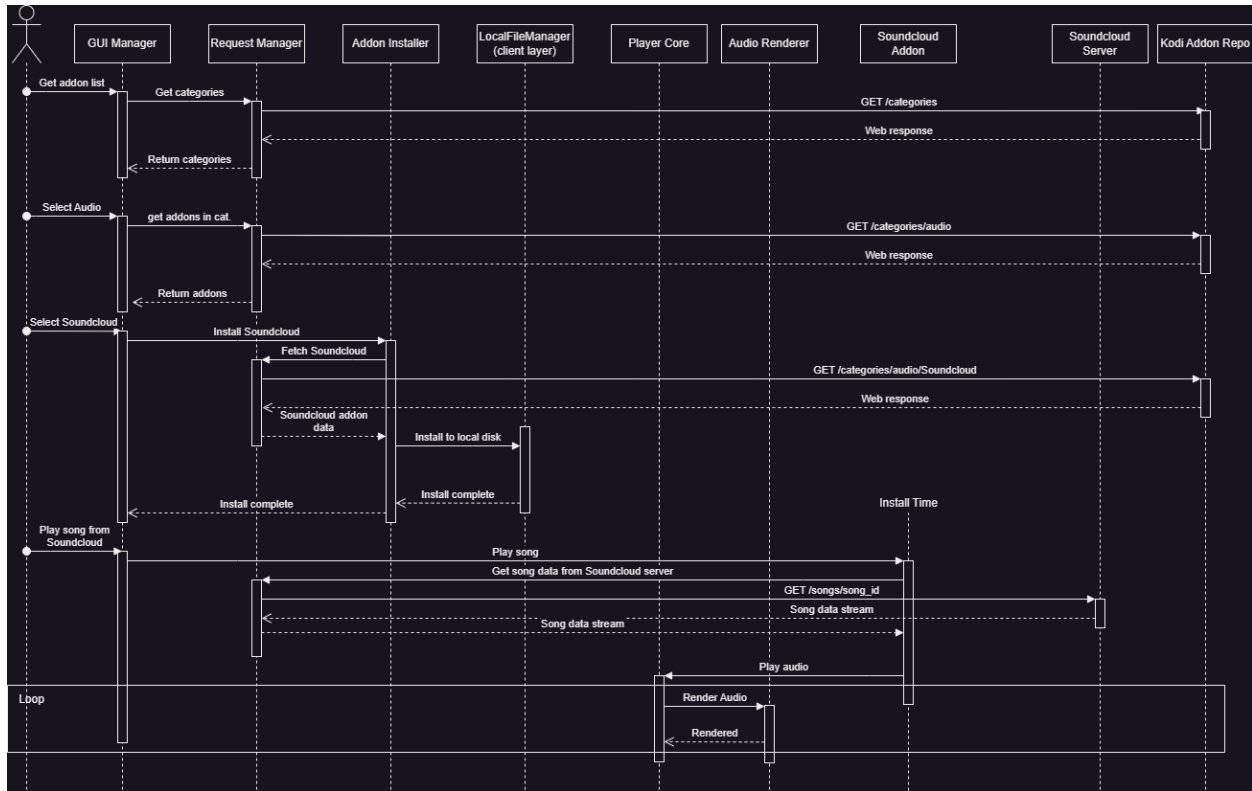 GUI Manager
Request Manager
Addon Installer
LocalFileManager
(client layer)
Player Core
Audio Renderer
Soundcloud
Addon
Soundcloud
Server
Kodi Addon Repo
Get addon list
Get categories
GET /categories
Web response
Return categories
Select Audio
get addons in cat.
GET /categories/audio
Web response
Return addons
Select Soundcloud
Install Soundcloud
Fetch Soundcloud
GET /categories/audio/Soundcloud
Web response
Soundcloud addon
data
Install to local disk
Install complete
Install complete
Install Time
Play song from
Soundcloud
Play song
Get song data from Soundcloud server
GET /songs/song_id
Song data stream
Song data stream
Play audio
Loop
Render Audio
Rendered